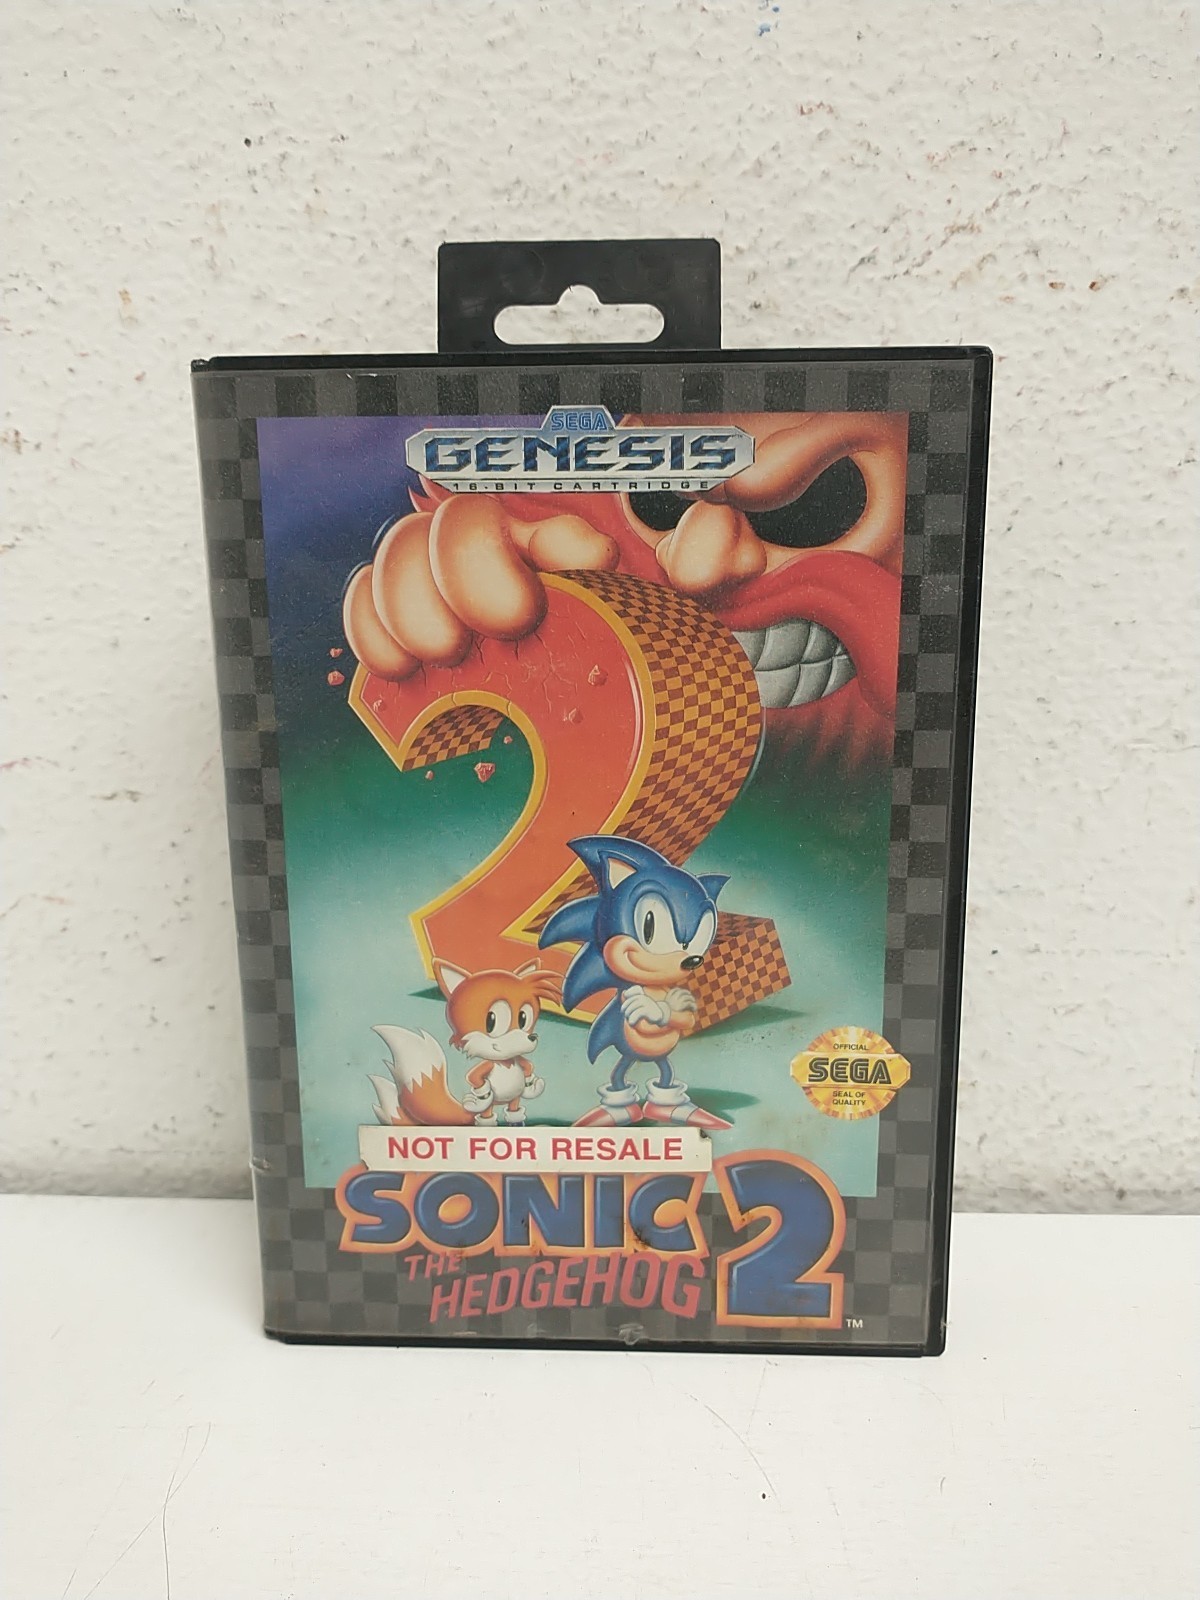 SEGA
GENESIS
16-BIT CARTRIDGE
OFFICIAL
SEGA
SEAL OF
QUALITY
NOT FOR RESALE
SONIC 2
THE
HEDGEHOG
TM